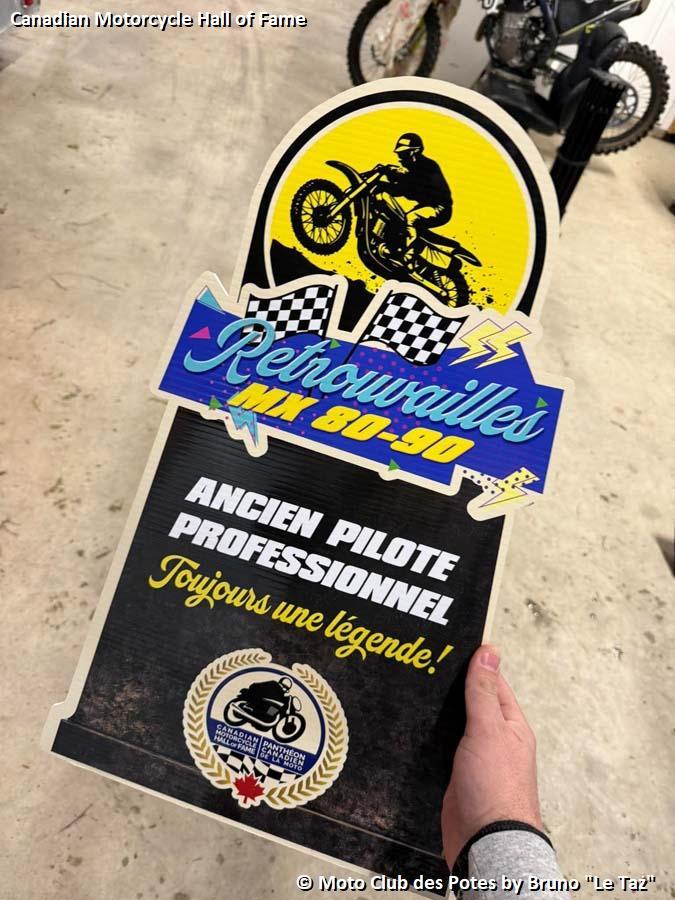 Canadian Motorcycle Hall of Fame
Retrouvailles
MX 80-90
ANCIEN PILOTE
PROFESSIONNEL
Toujours une légende!
CANADIAN
MOTORCYCLE
HALL OF FAME
PANTHÉON
CANADIEN
DE LA MOTO
© Moto Club des Potes by Bruno "Le Taż"